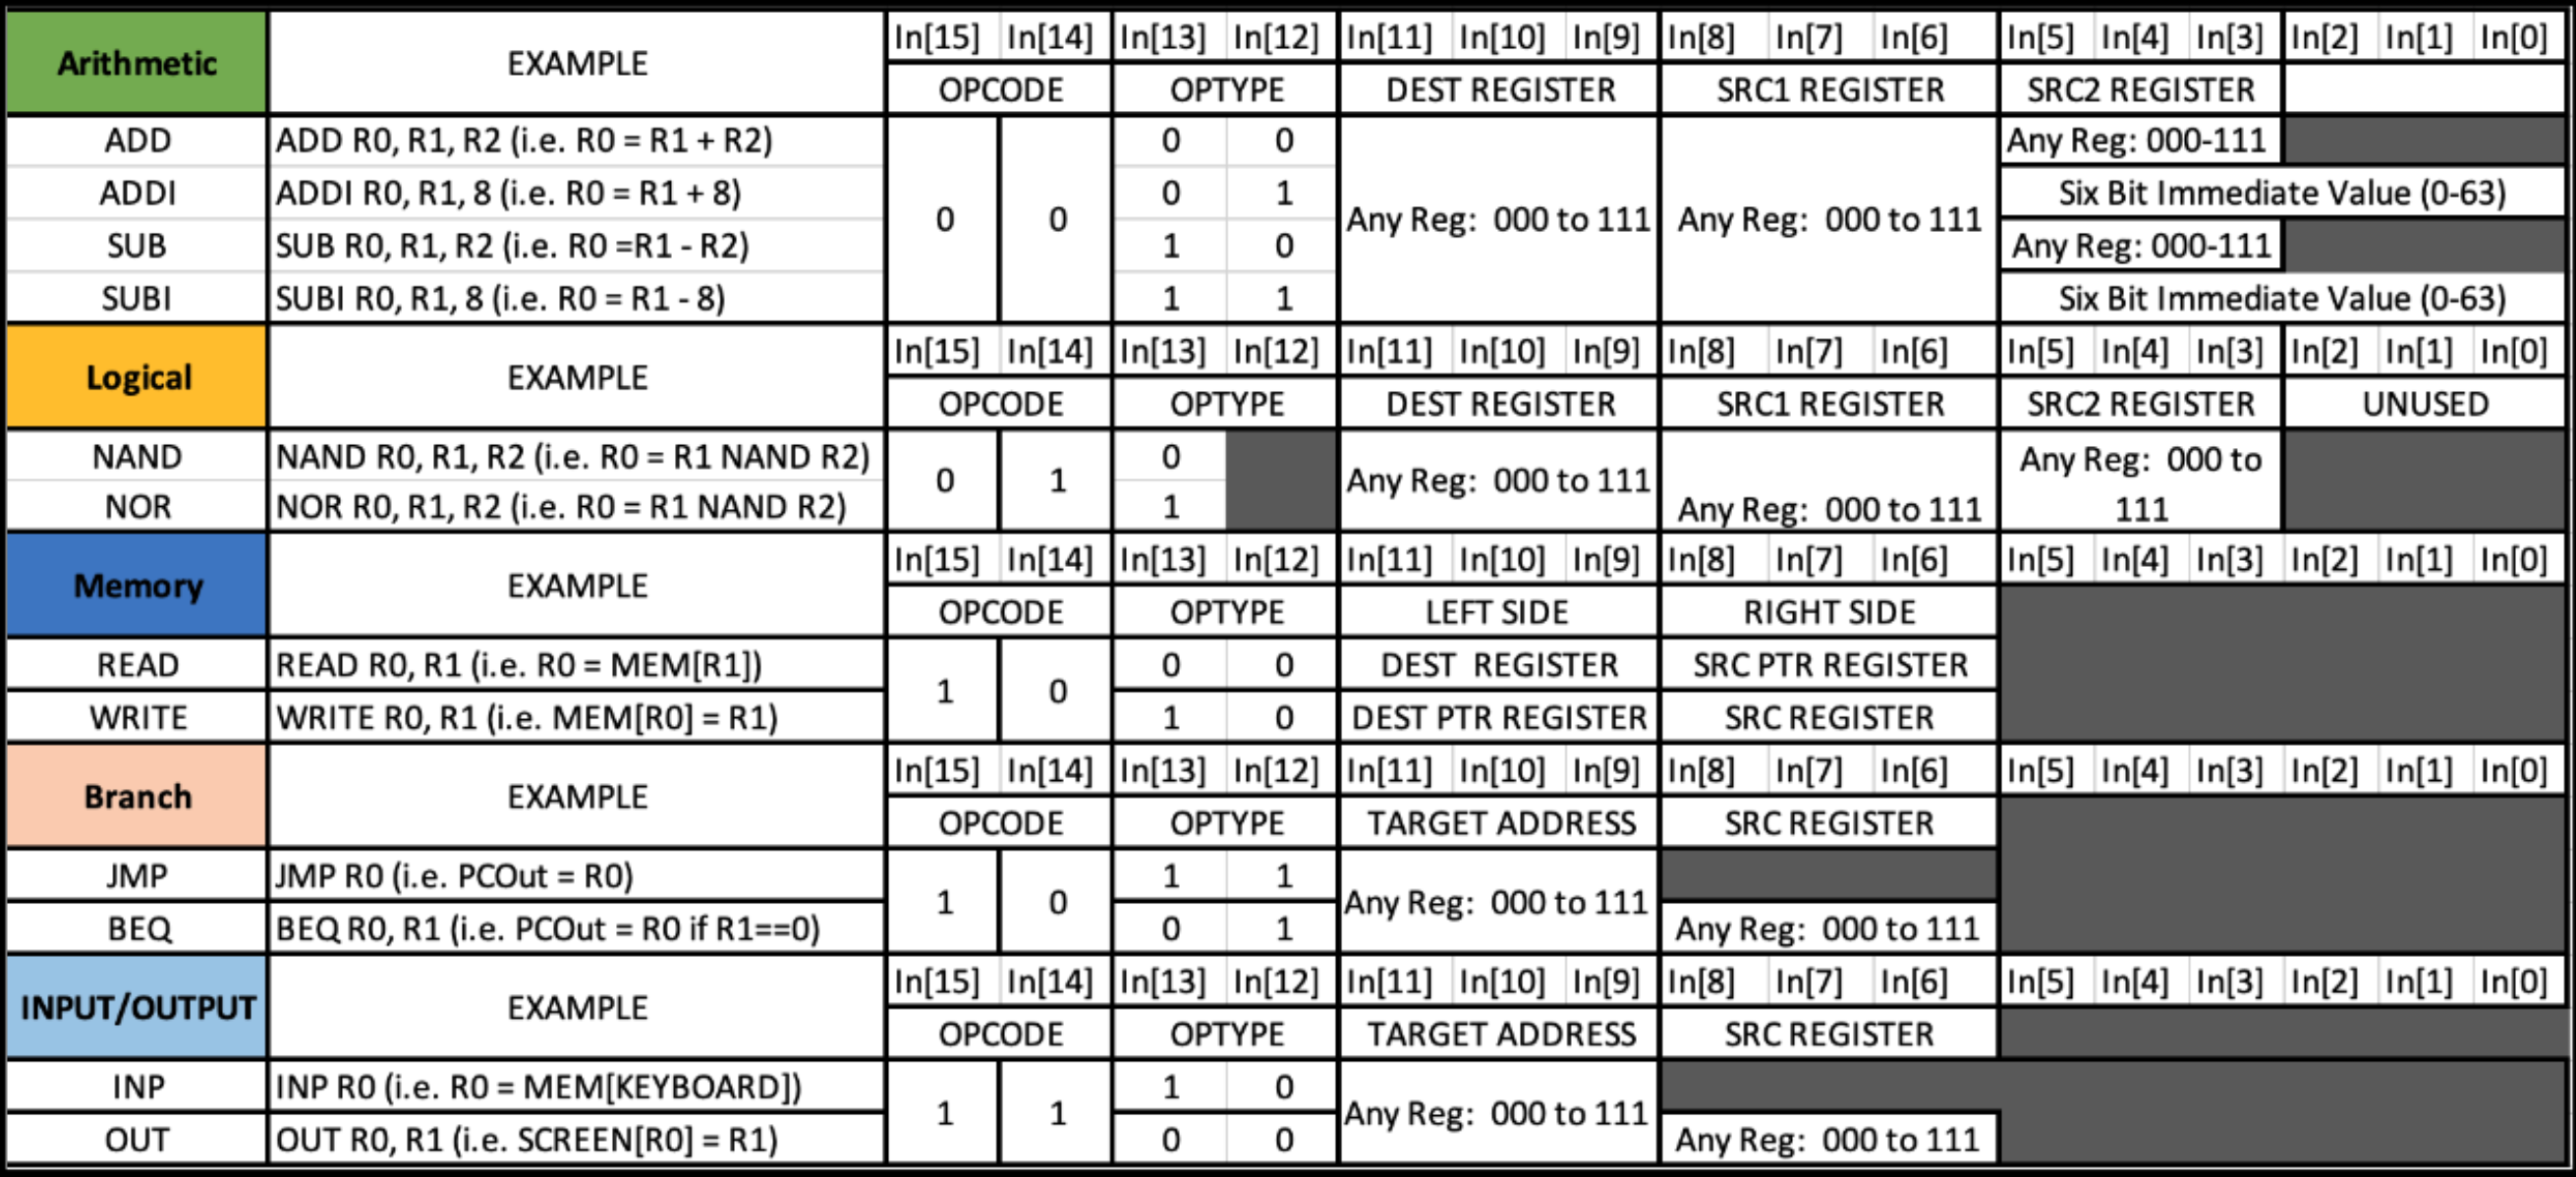 Arithmetic EXAMPLE In[15] In[14] In[13] In[12] In[11] In[10] In[9] In[8] In[7] In[6] In[5] In[4] In[3] In[2] In[1] In[0]
OPCODE OPTYPE DEST REGISTER SRC1 REGISTER SRC2 REGISTER
ADD ADD R0, R1, R2 (i.e. R0 = R1 + R2) 0 0 Any Reg: 000-111
ADDI ADDI R0, R1, 8 (i.e. R0 = R1 + 8) 0 1 Six Bit Immediate Value (0-63)
0 0 Any Reg: 000 to 111 Any Reg: 000 to 111
SUB SUB R0, R1, R2 (i.e. R0 =R1 - R2) 1 0 Any Reg: 000-111
SUBI SUBI R0, R1, 8 (i.e. R0 = R1 - 8) 1 1 Six Bit Immediate Value (0-63)
Logical EXAMPLE In[15] In[14] In[13] In[12] In[11] In[10] In[9] In[8] In[7] In[6] In[5] In[4] In[3] In[2] In[1] In[0]
OPCODE OPTYPE DEST REGISTER SRC1 REGISTER SRC2 REGISTER UNUSED
NAND NAND R0, R1, R2 (i.e. R0 = R1 NAND R2) 0 Any Reg: 000 to
0 1 Any Reg: 000 to 111
NOR NOR R0, R1, R2 (i.e. R0 = R1 NAND R2) 1 Any Reg: 000 to 111 111
Memory EXAMPLE In[15] In[14] In[13] In[12] In[11] In[10] In[9] In[8] In[7] In[6] In[5] In[4] In[3] In[2] In[1] In[0]
OPCODE OPTYPE LEFT SIDE RIGHT SIDE
READ READ R0, R1 (i.e. R0 = MEM[R1]) 0 0 DEST REGISTER SRC PTR REGISTER
1 0
WRITE WRITE R0, R1 (i.e. MEM[R0] = R1) 1 0 DEST PTR REGISTER SRC REGISTER
Branch EXAMPLE In[15] In[14] In[13] In[12] In[11] In[10] In[9] In[8] In[7] In[6] In[5] In[4] In[3] In[2] In[1] In[0]
OPCODE OPTYPE TARGET ADDRESS SRC REGISTER
JMP JMP R0 (i.e. PCOut = R0) 1 1
1 0 Any Reg: 000 to 111
BEQ BEQ R0, R1 (i.e. PCOut = R0 if R1==0) 0 1 Any Reg: 000 to 111
INPUT/OUTPUT EXAMPLE In[15] In[14] In[13] In[12] In[11] In[10] In[9] In[8] In[7] In[6] In[5] In[4] In[3] In[2] In[1] In[0]
OPCODE OPTYPE TARGET ADDRESS SRC REGISTER
INP INP R0 (i.e. R0 = MEM[KEYBOARD]) 1 0
1 1 Any Reg: 000 to 111
OUT OUT R0, R1 (i.e. SCREEN[R0] = R1) 0 0 Any Reg: 000 to 111